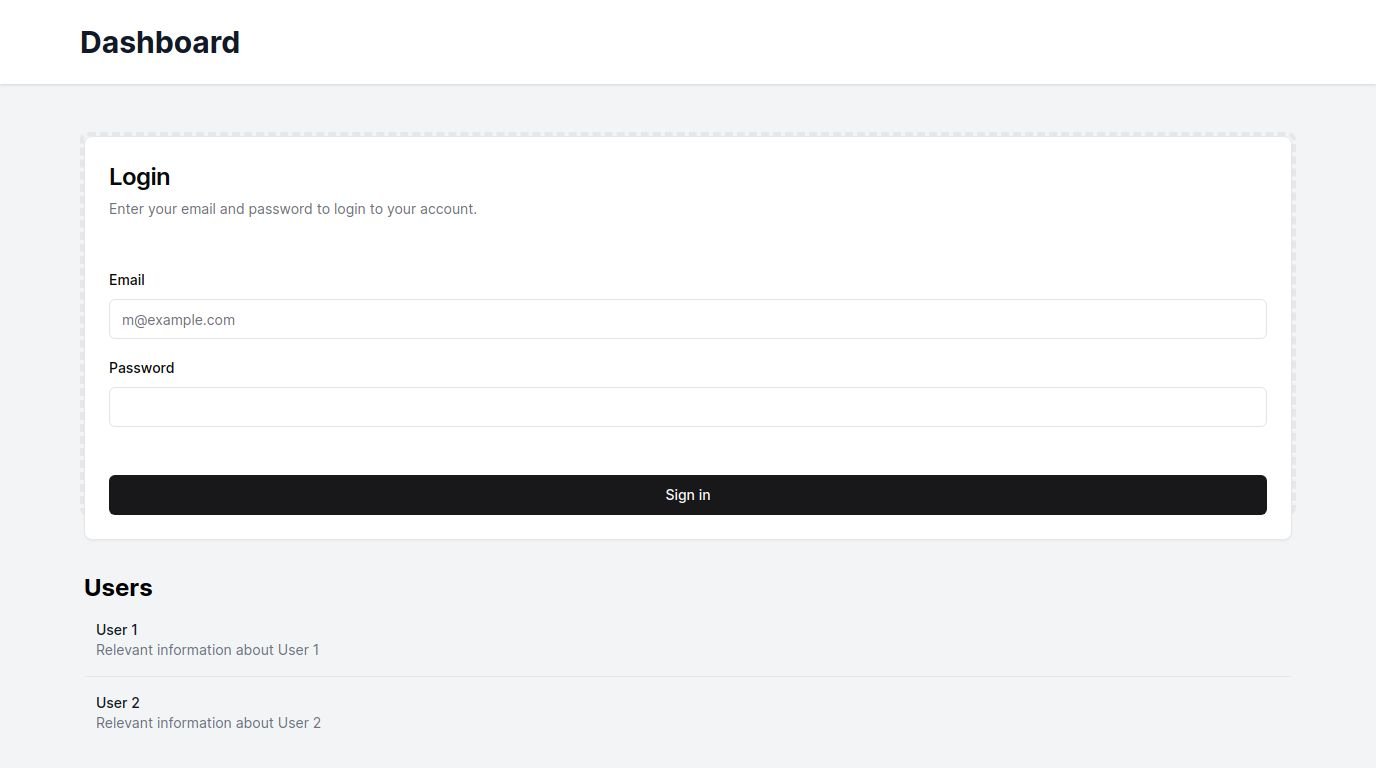 Dashboard
Login
Enter your email and password to login to your account.
Email
m@example.com
Password
Sign in
Users
User 1
Relevant information about User 1
User 2
Relevant information about User 2